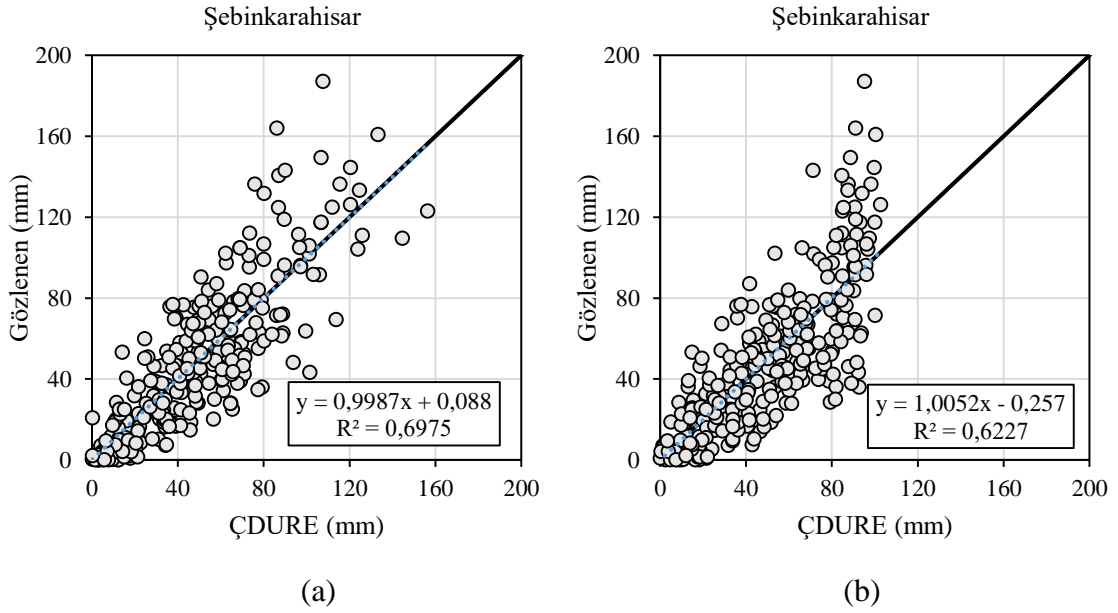 Şebinkarahisar
200
160
120
80
40
0
0 40 80 120 160 200
Gözlenen (mm)
ÇDURE (mm)
y = 0,9987x + 0,088
R² = 0,6975
(a)
Şebinkarahisar
200
160
120
80
40
0
0 40 80 120 160 200
Gözlenen (mm)
ÇDURE (mm)
y = 1,0052x - 0,257
R² = 0,6227
(b)